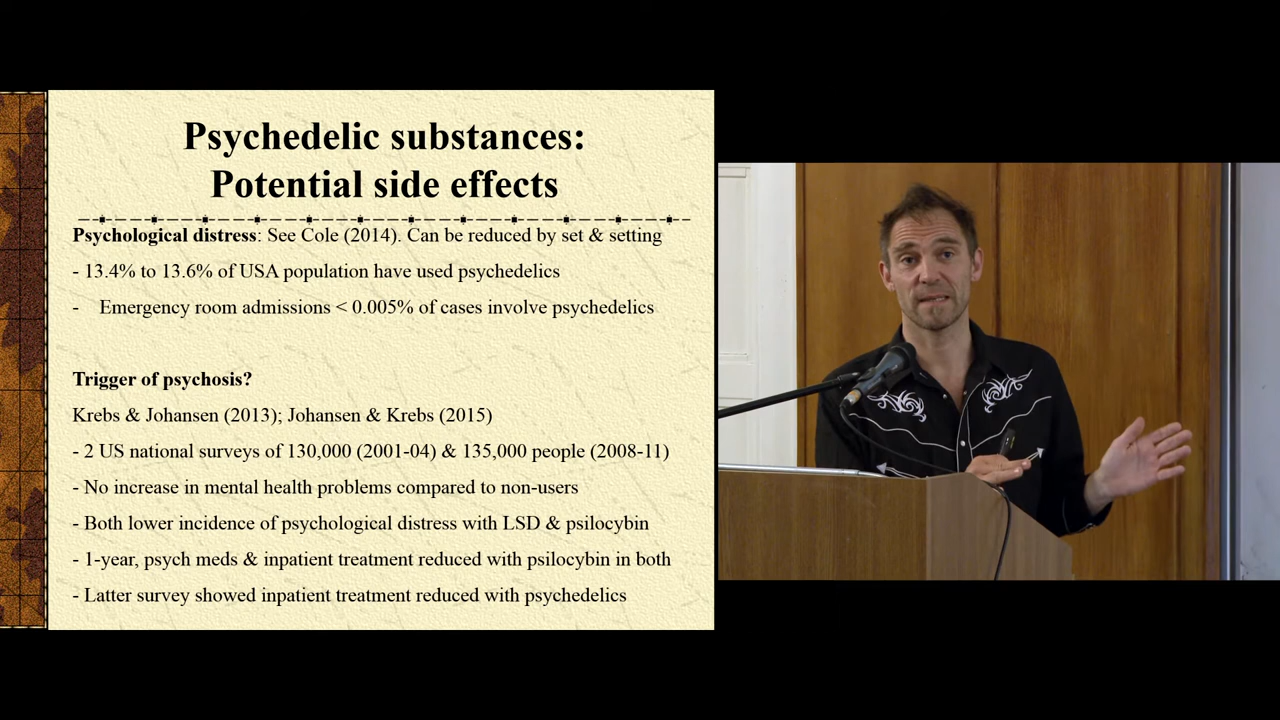 Psychedelic substances:
Potential side effects
Psychological distress: See Cole (2014). Can be reduced by set & setting
- 13.4% to 13.6% of USA population have used psychedelics
- Emergency room admissions < 0.005% of cases involve psychedelics
Trigger of psychosis?
Krebs & Johansen (2013); Johansen & Krebs (2015)
- 2 US national surveys of 130,000 (2001-04) & 135,000 people (2008-11)
- No increase in mental health problems compared to non-users
- Both lower incidence of psychological distress with LSD & psilocybin
- 1-year, psych meds & inpatient treatment reduced with psilocybin in both
- Latter survey showed inpatient treatment reduced with psychedelics